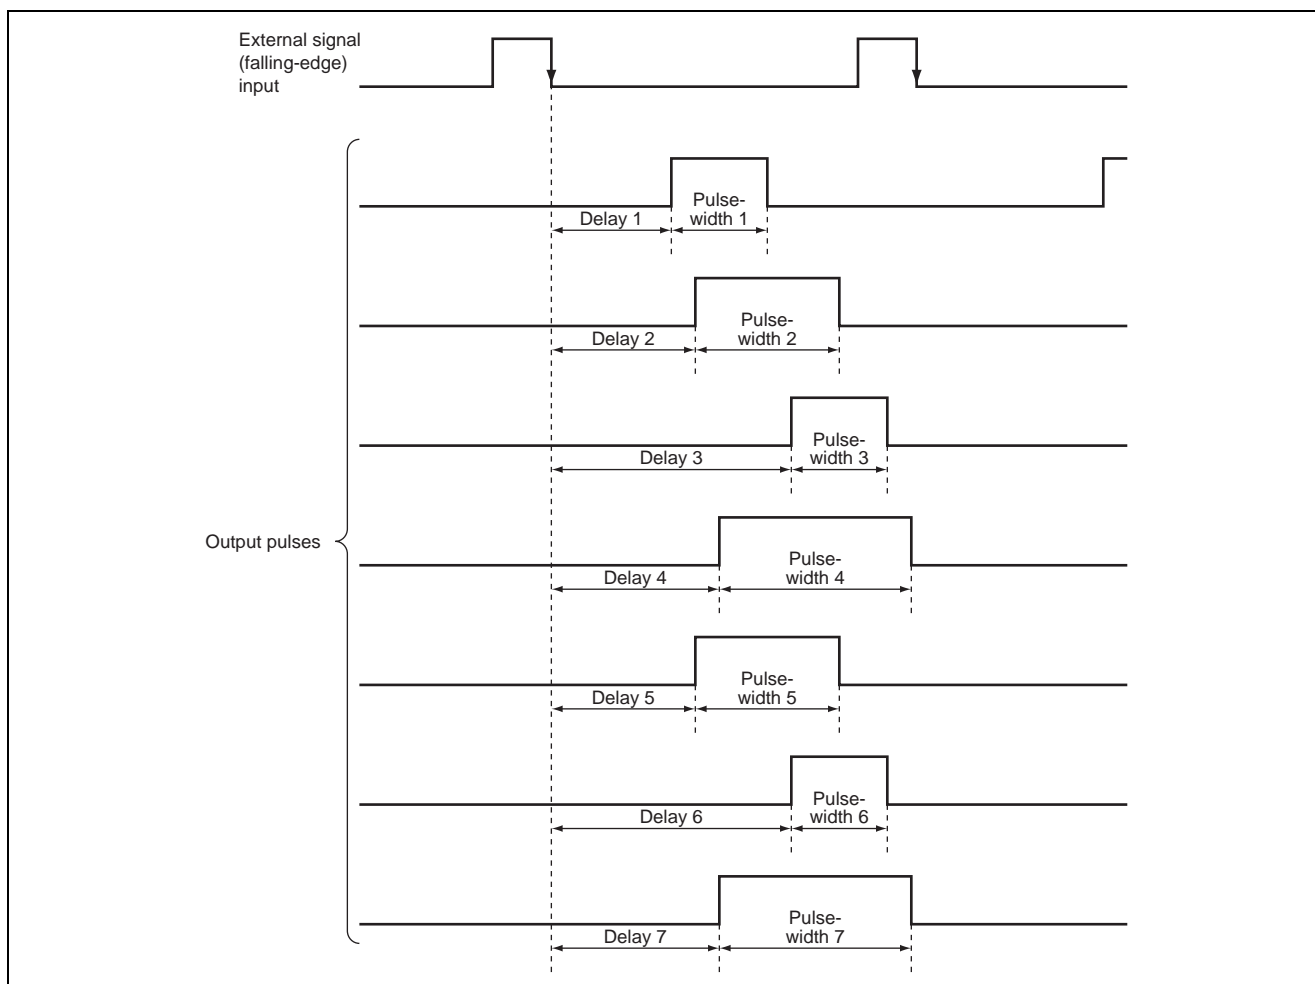 External signal
(falling-edge)
input
Pulse-
width 1
Delay 1
Pulse-
width 2
Delay 2
Pulse-
width 3
Delay 3
Output pulses
Pulse-
width 4
Delay 4
Pulse-
width 5
Delay 5
Pulse-
width 6
Delay 6
Pulse-
width 7
Delay 7